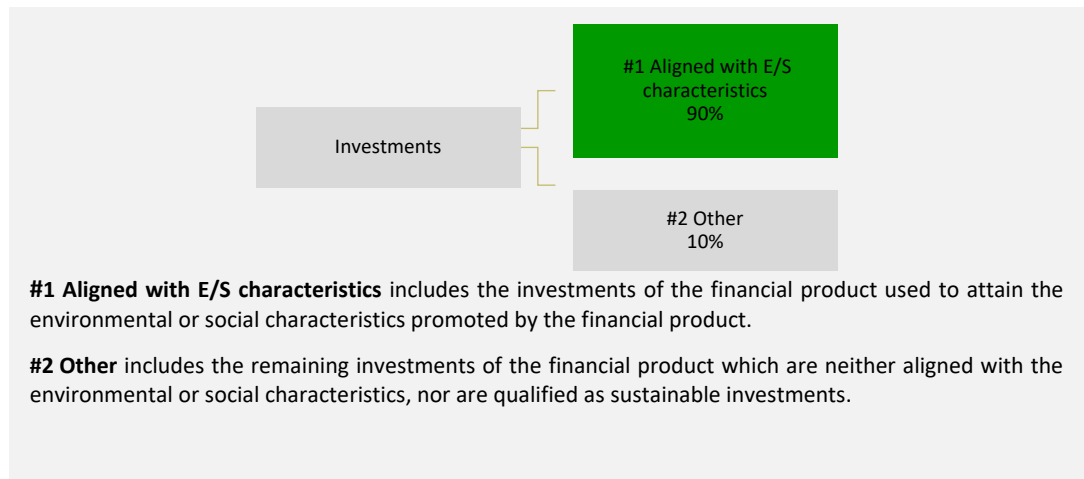 #1 Aligned with E/S
characteristics
90%
Investments
#2 Other
10%
#1 Aligned with E/S characteristics includes the investments of the financial product used to attain the
environmental or social characteristics promoted by the financial product.
#2 Other includes the remaining investments of the financial product which are neither aligned with the
environmental or social characteristics, nor are qualified as sustainable investments.